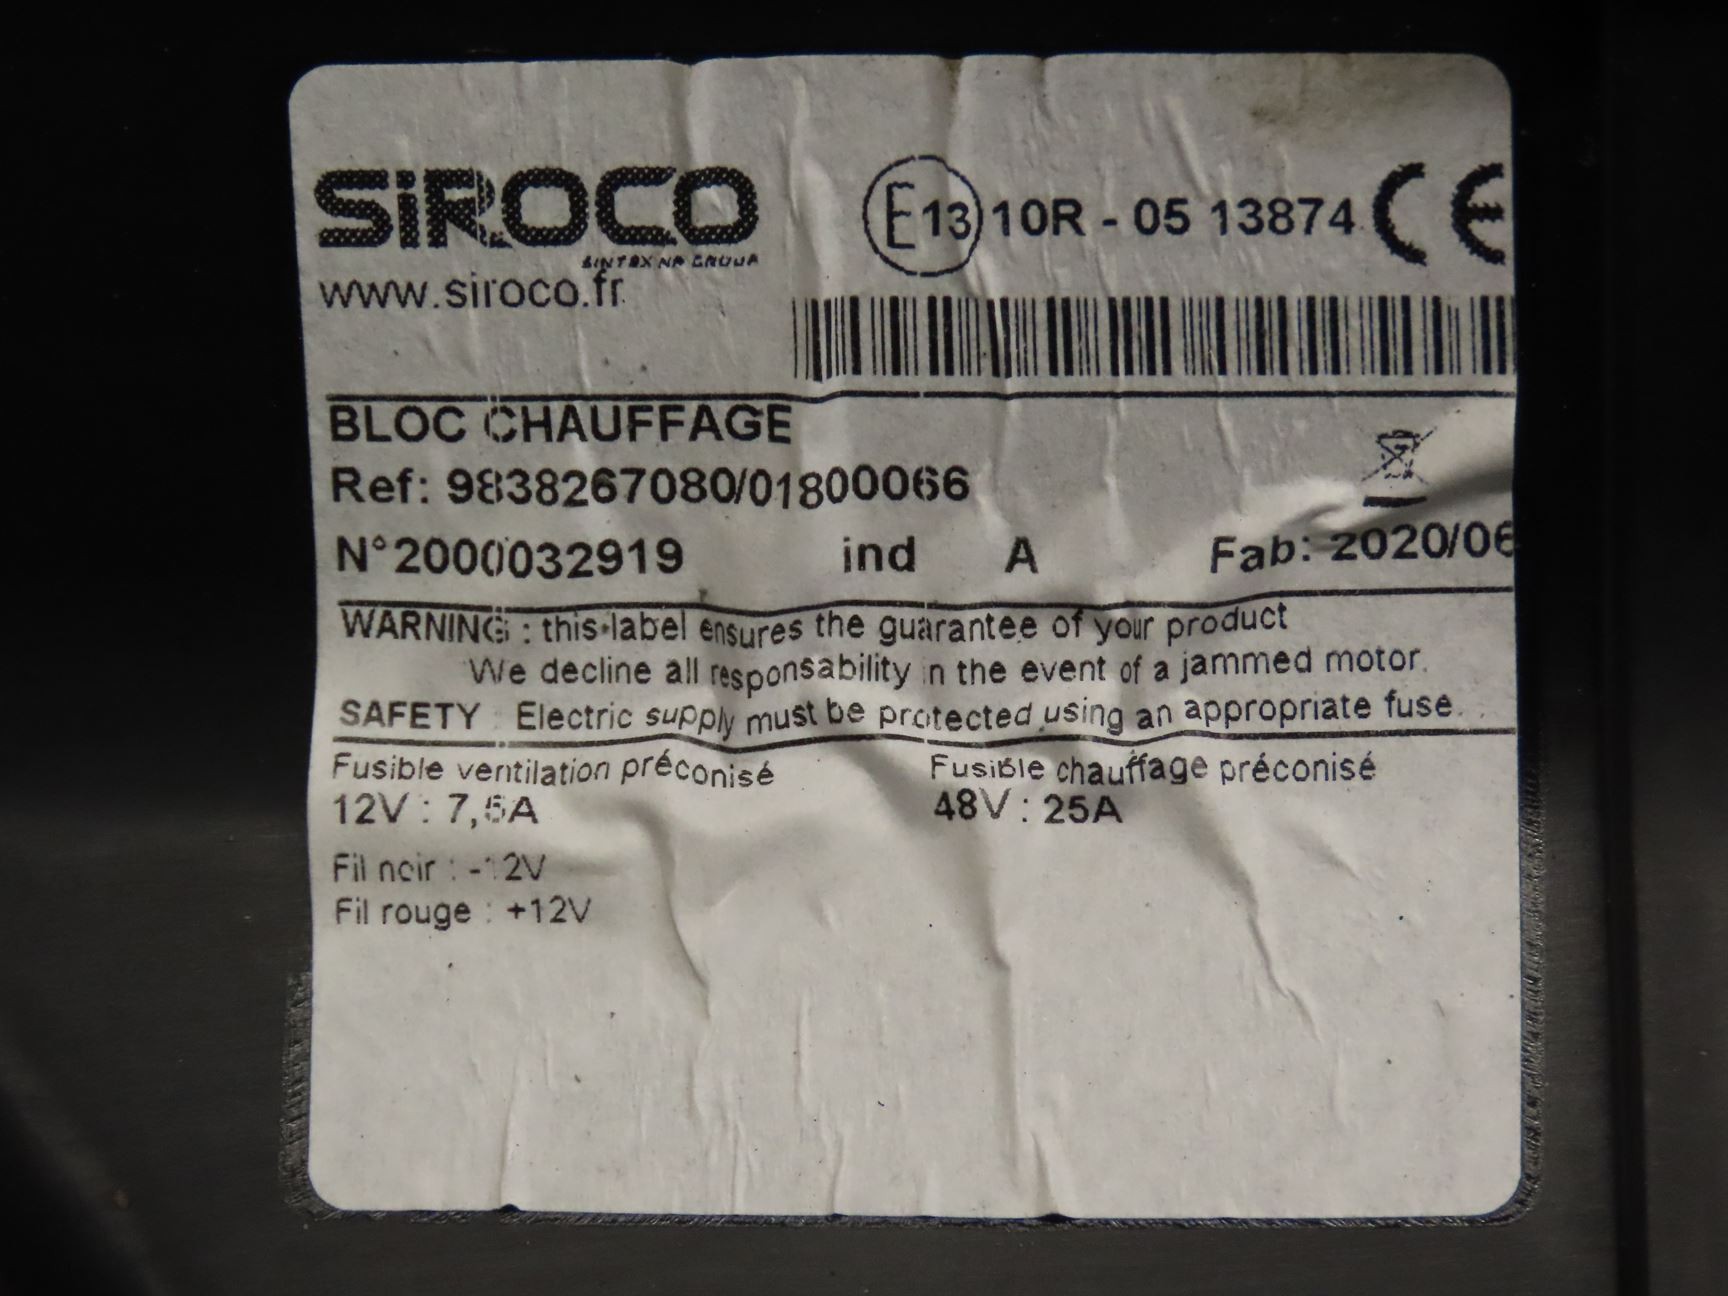 SiROCO
E13 10R - 05 13874 CE
www.siroco.fr
BLOC CHAUFFAGE
Ref: 9838267080/01800066
N°2000032919 ind A Fab: 2020/06
WARNING : this label ensures the guarantee of your product
We decline all responsability in the event of a jammed motor.
SAFETY : Electric supply must be protected using an appropriate fuse.
Fusible ventilation préconisé Fusible chauffage préconisé
12V : 7,5A 48V : 25A
Fil noir : -12V
Fil rouge : +12V